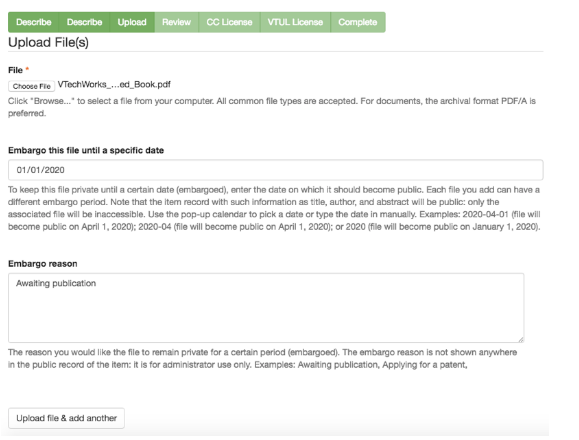 Describe Describe Upload Review CC License VTUL License Complete
Upload File(s)
File *
Choose File VTechWorks_...ed_Book.pdf
Click "Browse..." to select a file from your computer. All common file types are accepted. For documents, the archival format PDF/A is
preferred.
Embargo this file until a specific date
01/01/2020
To keep this file private until a certain date (embargoed), enter the date on which it should become public. Each file you add can have a
different embargo period. Note that the item record with such information as title, author, and abstract will be public: only the
associated file will be inaccessible. Use the pop-up calendar to pick a date or type the date in manually. Examples: 2020-04-01 (file will
become public on April 1, 2020); 2020-04 (file will become public on April 1, 2020); or 2020 (file will become public on January 1, 2020).
Embargo reason
Awaiting publication
The reason you would like the file to remain private for a certain period (embargoed). The embargo reason is not shown anywhere
in the public record of the item: it is for administrator use only. Examples: Awaiting publication, Applying for a patent,
Upload file & add another